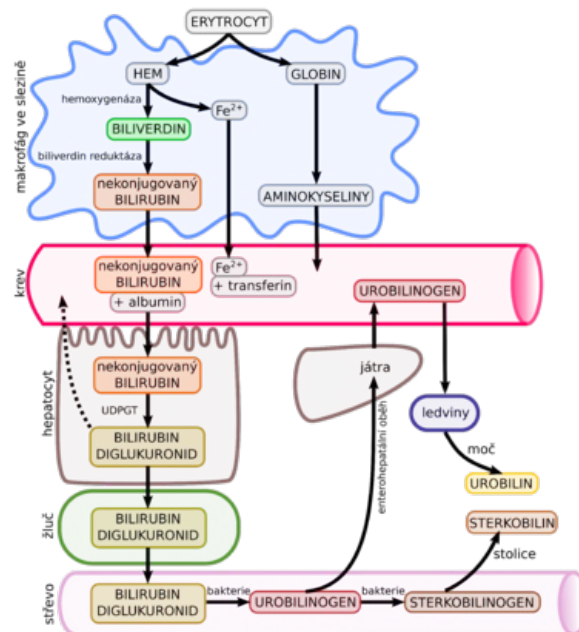 ERYTROCYT
HEM
GLOBIN
hemoxygenáza
Fe²⁺
BILIVERDIN
biliverdin reduktáza
nekonjugovaný
BILIRUBIN
AMINOKYSELINY
makrofág ve slezině
nekonjugovaný
BILIRUBIN
+ albumin
Fe²⁺
+ transferín
UROBILINOGEN
krev
nekonjugovaný
BILIRUBIN
UDPGT
BILIRUBIN
DIGLUKURONID
hepatocyt
játra
enterohepatální oběh
ledviny
moč
UROBILIN
BILIRUBIN
DIGLUKURONID
žluč
STERKOBILIN
stolice
BILIRUBIN
DIGLUKURONID
bakterie
UROBILINOGEN
bakterie
STERKOBILINOGEN
střevo